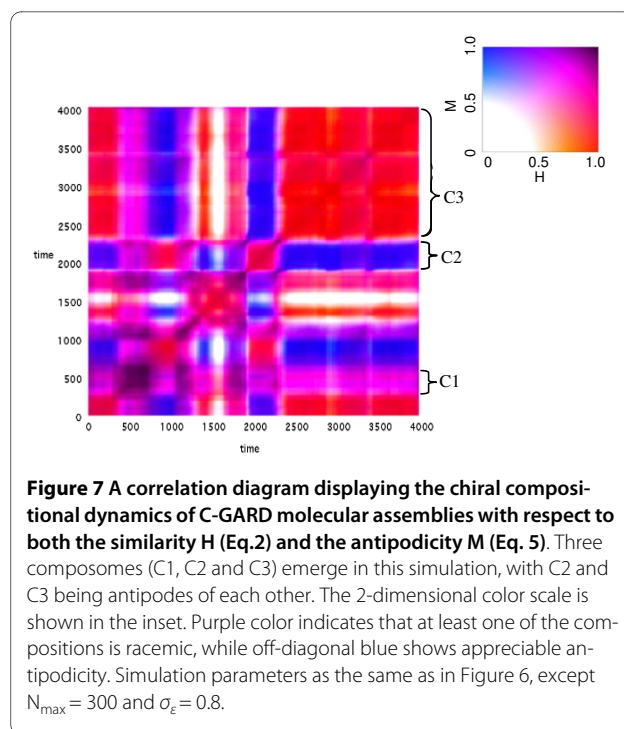 1.0
M
0.5
0
0
0.5
1.0
H
4000
3500
3000
2500
time
2000
1500
1000
500
0
C3
C2
C1
0
500
1000
1500
2000
2500
3000
3500
4000
time
Figure 7 A correlation diagram displaying the chiral composi-
tional dynamics of C-GARD molecular assemblies with respect to
both the similarity H (Eq.2) and the antipodicity M (Eq. 5). Three
composomes (C1, C2 and C3) emerge in this simulation, with C2 and
C3 being antipodes of each other. The 2-dimensional color scale is
shown in the inset. Purple color indicates that at least one of the com-
positions is racemic, while off-diagonal blue shows appreciable an-
tipodicity. Simulation parameters as the same as in Figure 6, except
Nmax = 300 and σε = 0.8.